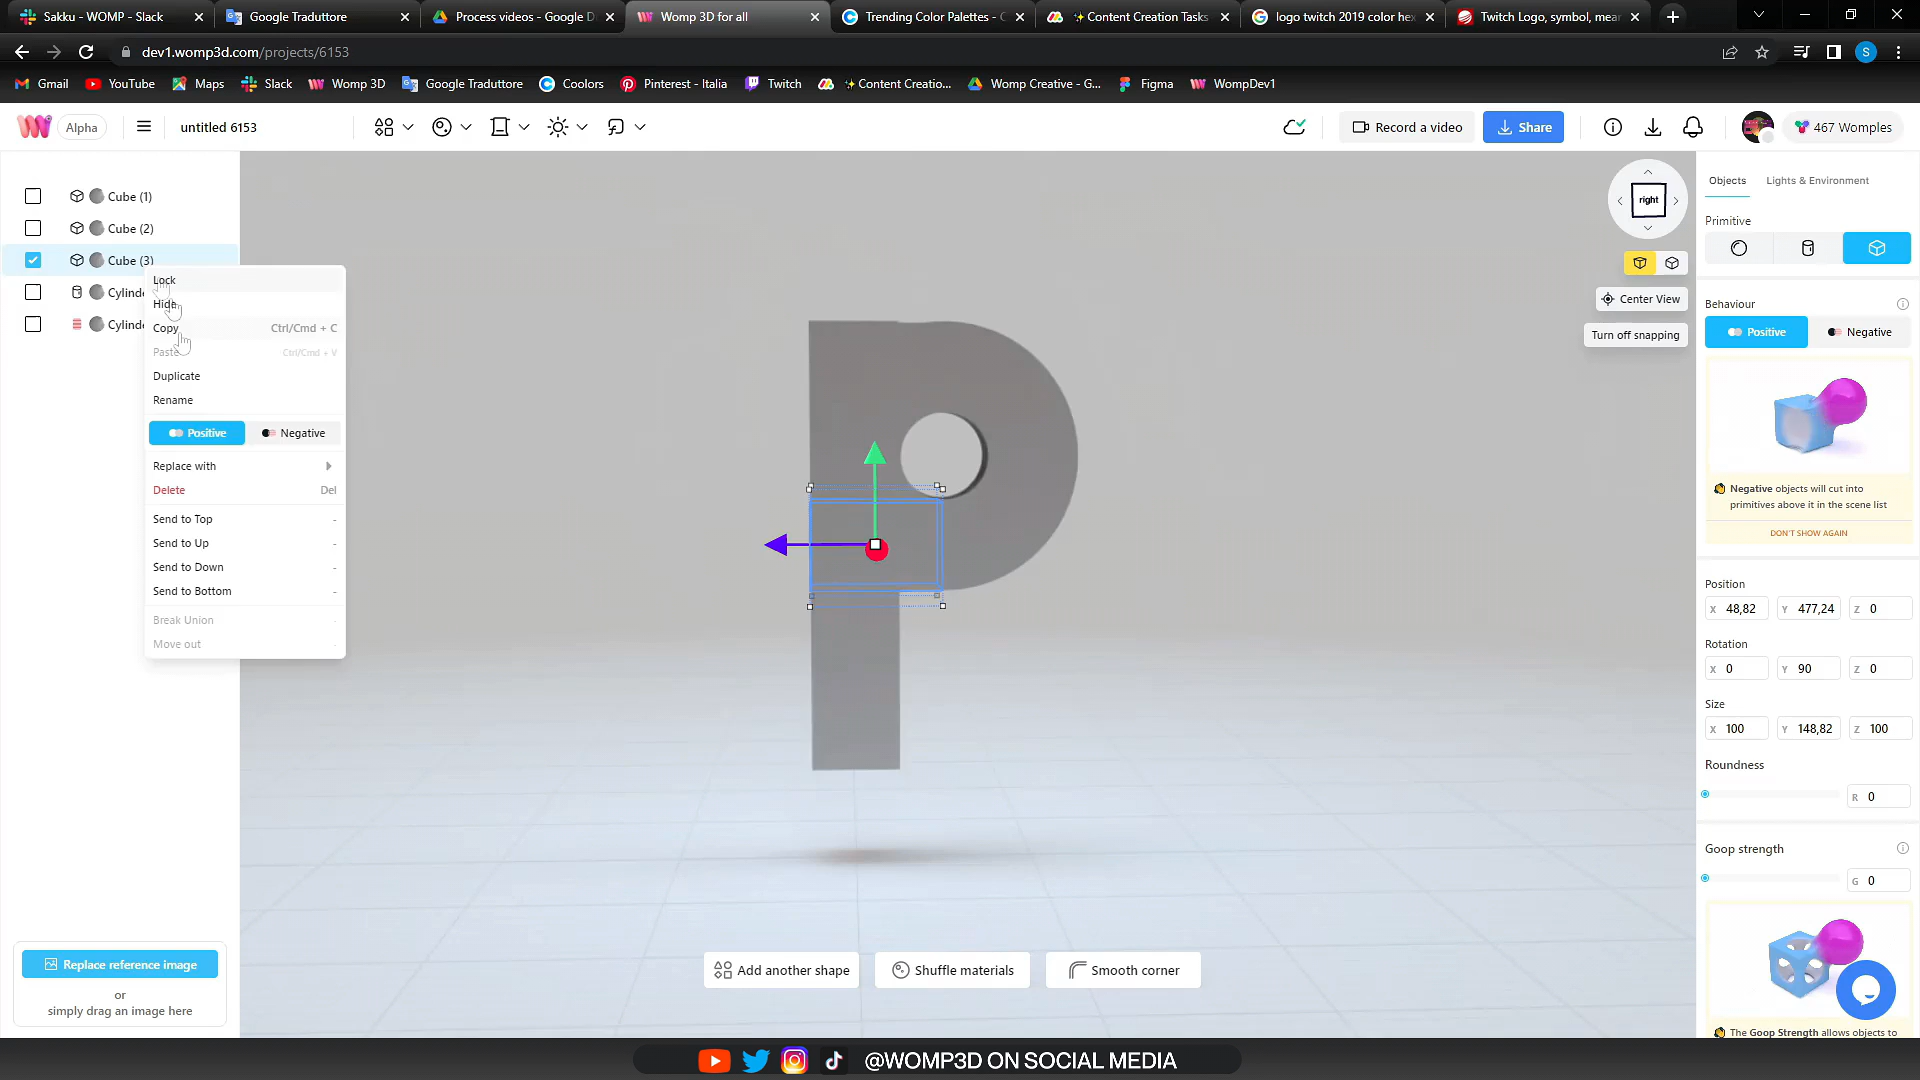 Sakku - WOMP - Slack
Google Traduttore
Process videos - Google D
Womp 3D for all
Trending Color Palettes - C
✨Content Creation Tasks
logo twitch 2019 color hex
Twitch Logo, symbol, mean
dev1.womp3d.com/projects/6153
S
Gmail
YouTube
Maps
Slack
Womp 3D
Google Traduttore
Coolors
Pinterest - Italia
Twitch
✨Content Creatio...
Womp Creative - G...
Figma
WompDev1
Alpha
untitled 6153
Record a video
Share
467 Womples
Cube (1)
Cube (2)
Cube (3)
Cylinde
Cylind
Lock
Hide
Copy Ctrl/Cmd + C
Paste Ctrl/Cmd + V
Duplicate
Rename
Positive Negative
Replace with
Delete Del
Send to Top -
Send to Up -
Send to Down -
Send to Bottom -
Break Union -
Move out -
Replace reference image
or
simply drag an image here
right
Center View
Turn off snapping
Add another shape
Shuffle materials
Smooth corner
Objects
Lights & Environment
Primitive
Behaviour
Positive
Negative
Negative objects will cut into
primitives above it in the scene list
DON'T SHOW AGAIN
Position
X 48,82 Y 477,24 Z 0
Rotation
X 0 Y 90 Z 0
Size
X 100 Y 148,82 Z 100
Roundness
R 0
Goop strength
G 0
The Goop Strength allows objects to
@WOMP3D ON SOCIAL MEDIA